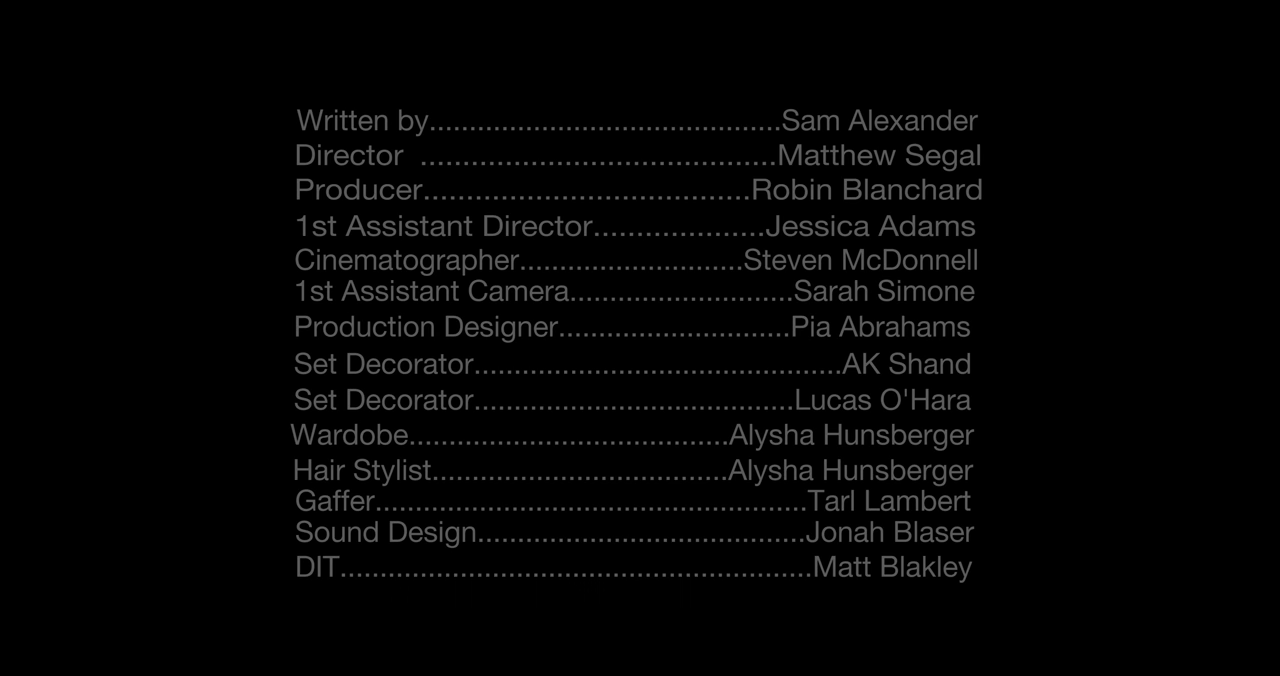 Written by............................................Sam Alexander
Director ............................................Matthew Segal
Producer.......................................Robin Blanchard
1st Assistant Director.....................Jessica Adams
Cinematographer............................Steven McDonnell
1st Assistant Camera............................Sarah Simone
Production Designer.............................Pia Abrahams
Set Decorator..............................................AK Shand
Set Decorator........................................Lucas O'Hara
Wardobe........................................Alysha Hunsberger
Hair Stylist.....................................Alysha Hunsberger
Gaffer......................................................Tarl Lambert
Sound Design.........................................Jonah Blaser
DIT...........................................................Matt Blakley